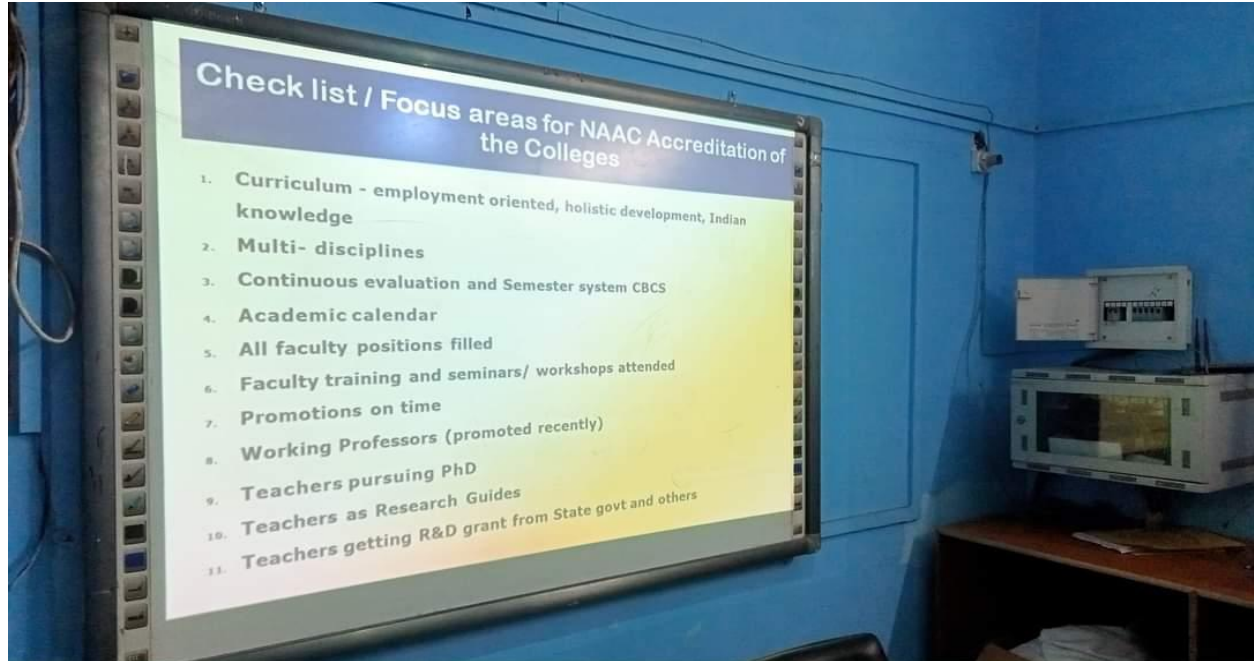 Check list / Focus areas for NAAC Accreditation of
the Colleges
1. Curriculum - employment oriented, holistic development, Indian
knowledge
2. Multi- disciplines
3. Continuous evaluation and Semester system CBCS
4. Academic calendar
5. All faculty positions filled
6. Faculty training and seminars/ workshops attended
7. Promotions on time
8. Working Professors (promoted recently)
9. Teachers pursuing PhD
10. Teachers as Research Guides
11. Teachers getting R&D grant from State govt and others